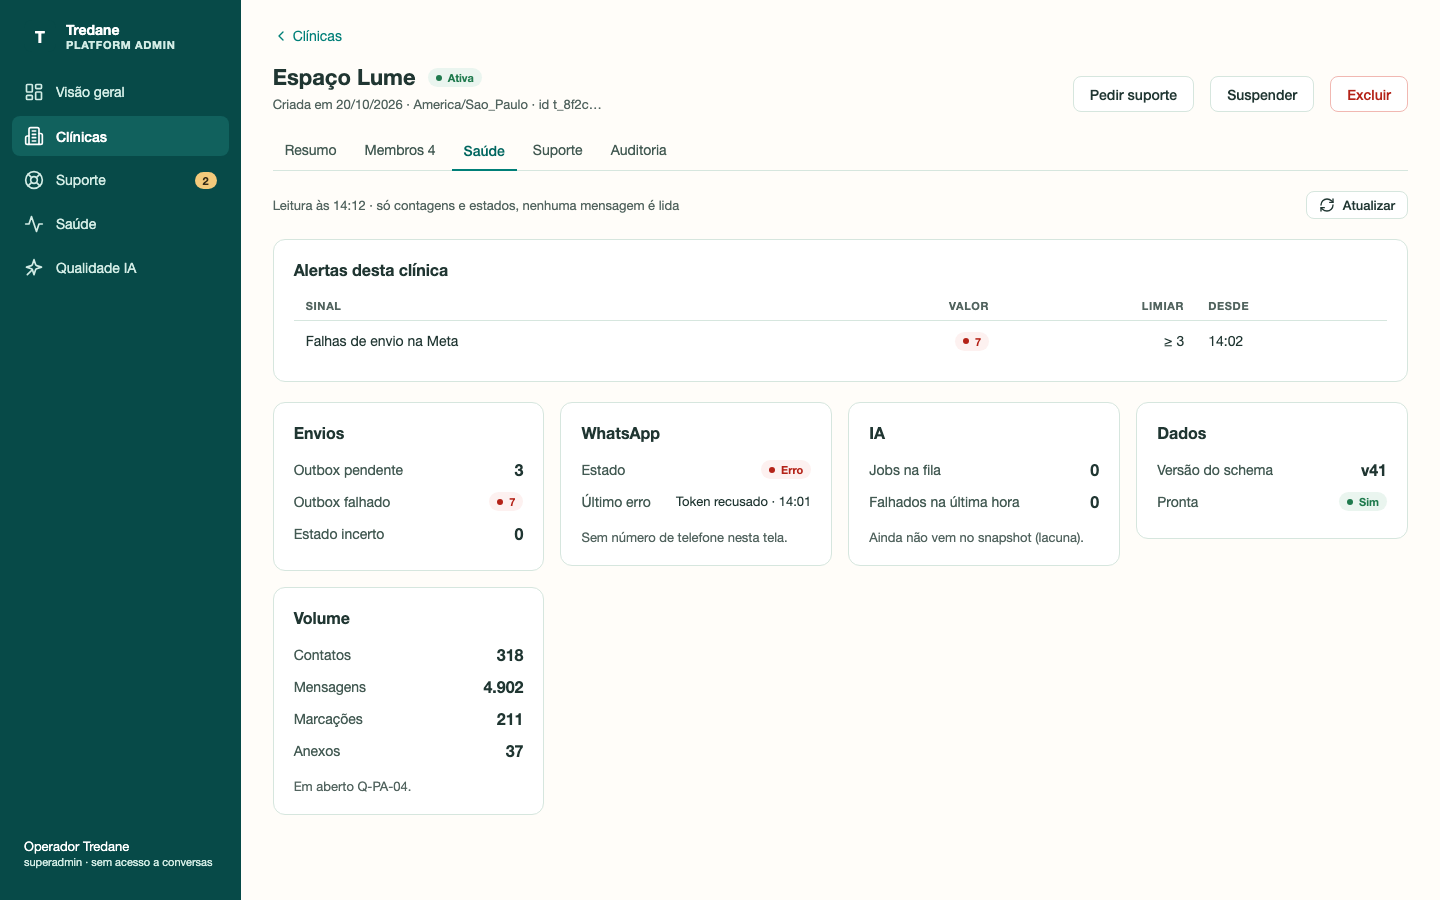 T
Tredane
PLATFORM ADMIN
Visão geral
Clínicas
Suporte
2
Saúde
Qualidade IA
Operador Tredane
superadmin · sem acesso a conversas
Clínicas
Espaço Lume
Ativa
Criada em 20/10/2026 · America/Sao_Paulo · id t_8f2c…
Pedir suporte
Suspender
Excluir
Resumo
Membros 4
Saúde
Suporte
Auditoria
Leitura às 14:12 · só contagens e estados, nenhuma mensagem é lida
Atualizar
Alertas desta clínica
SINAL VALOR LIMIAR DESDE
Falhas de envio na Meta 7 ≥ 3 14:02
Envios
Outbox pendente 3
Outbox falhado 7
Estado incerto 0
WhatsApp
Estado Erro
Último erro Token recusado · 14:01
Sem número de telefone nesta tela.
IA
Jobs na fila 0
Falhados na última hora 0
Ainda não vem no snapshot (lacuna).
Dados
Versão do schema v41
Pronta Sim
Volume
Contatos 318
Mensagens 4.902
Marcações 211
Anexos 37
Em aberto Q-PA-04.